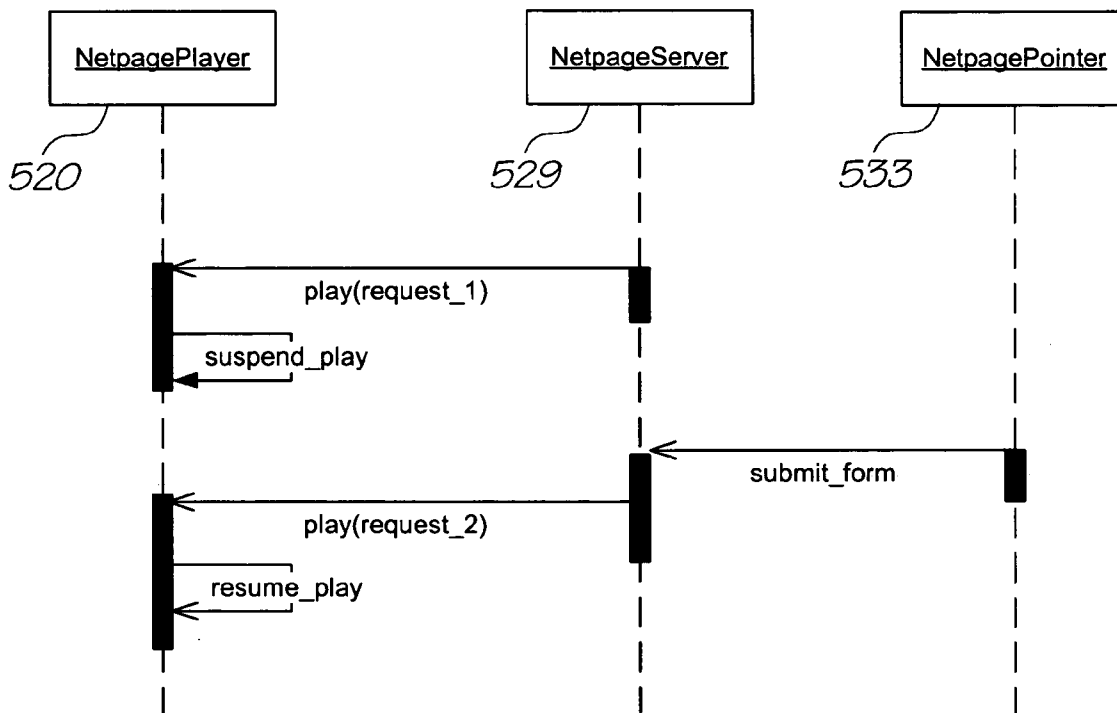 NetpagePlayer
NetpageServer
NetpagePointer
520
529
533
play(request_1)
suspend_play
submit_form
play(request_2)
resume_play